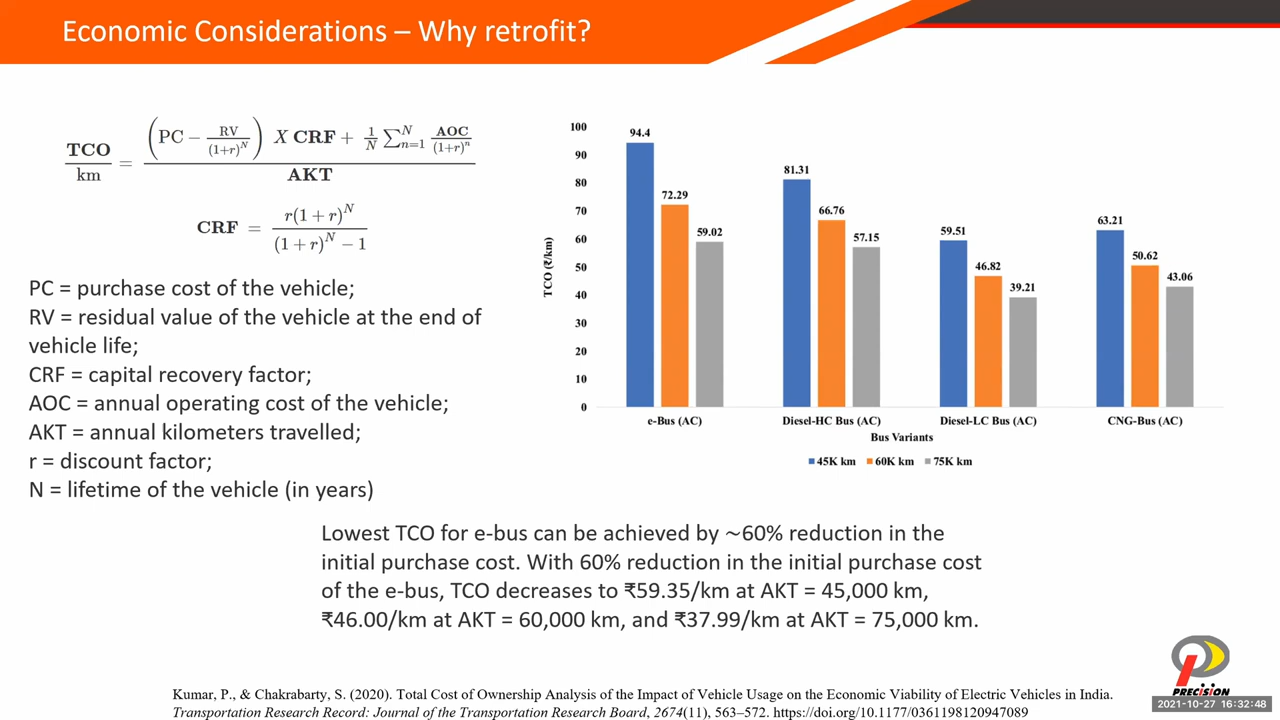 Economic Considerations – Why retrofit?
TCO/km = ((PC − RV/(1+r)^N) X CRF + 1/N ∑_{n=1}^{N} AOC/(1+r)^n) / AKT
CRF = r(1+r)^N / ((1+r)^N − 1)
PC = purchase cost of the vehicle;
RV = residual value of the vehicle at the end of
vehicle life;
CRF = capital recovery factor;
AOC = annual operating cost of the vehicle;
AKT = annual kilometers travelled;
r = discount factor;
N = lifetime of the vehicle (in years)
TCO (₹/km)
100
90
80
70
60
50
40
30
20
10
0
94.4
72.29
59.02
81.31
66.76
57.15
59.51
46.82
39.21
63.21
50.62
43.06
e-Bus (AC)
Diesel-HC Bus (AC)
Diesel-LC Bus (AC)
CNG-Bus (AC)
Bus Variants
45K km
60K km
75K km
Lowest TCO for e-bus can be achieved by ~60% reduction in the
initial purchase cost. With 60% reduction in the initial purchase cost
of the e-bus, TCO decreases to ₹59.35/km at AKT = 45,000 km,
₹46.00/km at AKT = 60,000 km, and ₹37.99/km at AKT = 75,000 km.
Kumar, P., & Chakrabarty, S. (2020). Total Cost of Ownership Analysis of the Impact of Vehicle Usage on the Economic Viability of Electric Vehicles in India.
Transportation Research Record: Journal of the Transportation Research Board, 2674(11), 563–572. https://doi.org/10.1177/0361198120947089
PRECISION
2021-10-27 16:32:48